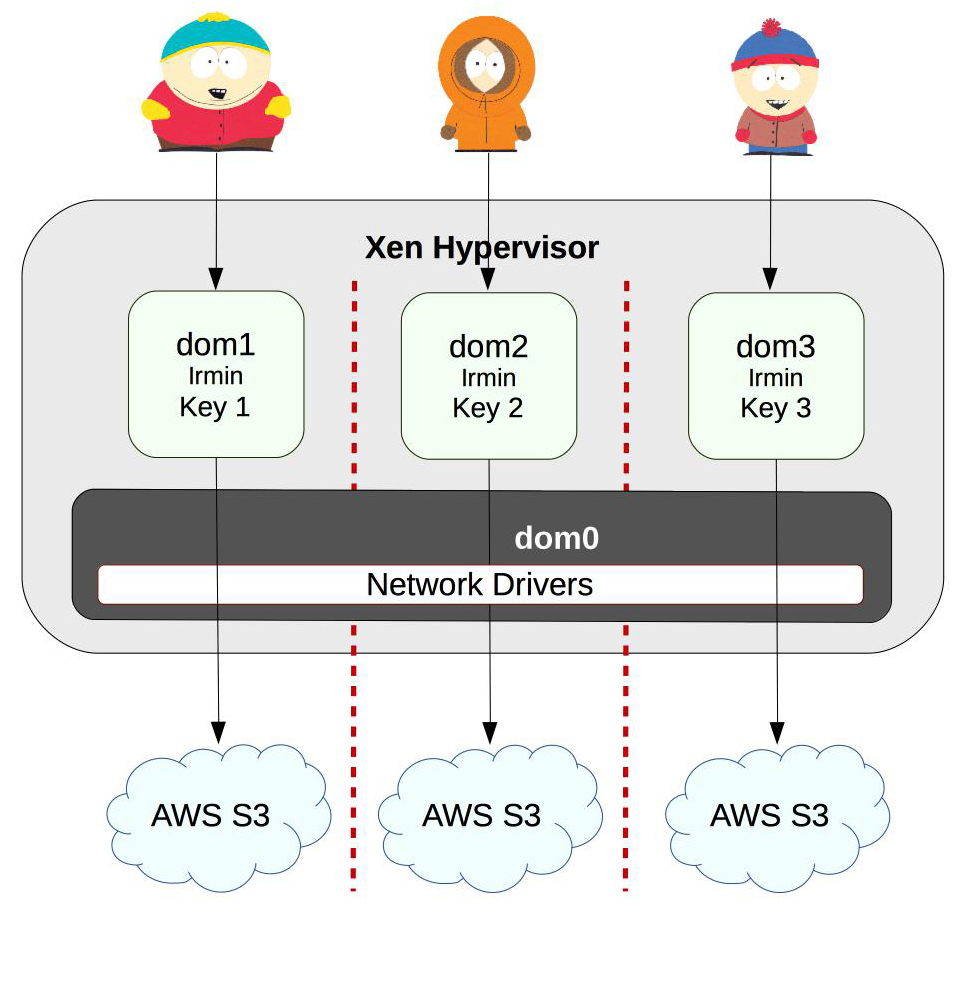 Xen Hypervisor
dom1
Irmin
Key 1
dom2
Irmin
Key 2
dom3
Irmin
Key 3
dom0
Network Drivers
AWS S3
AWS S3
AWS S3